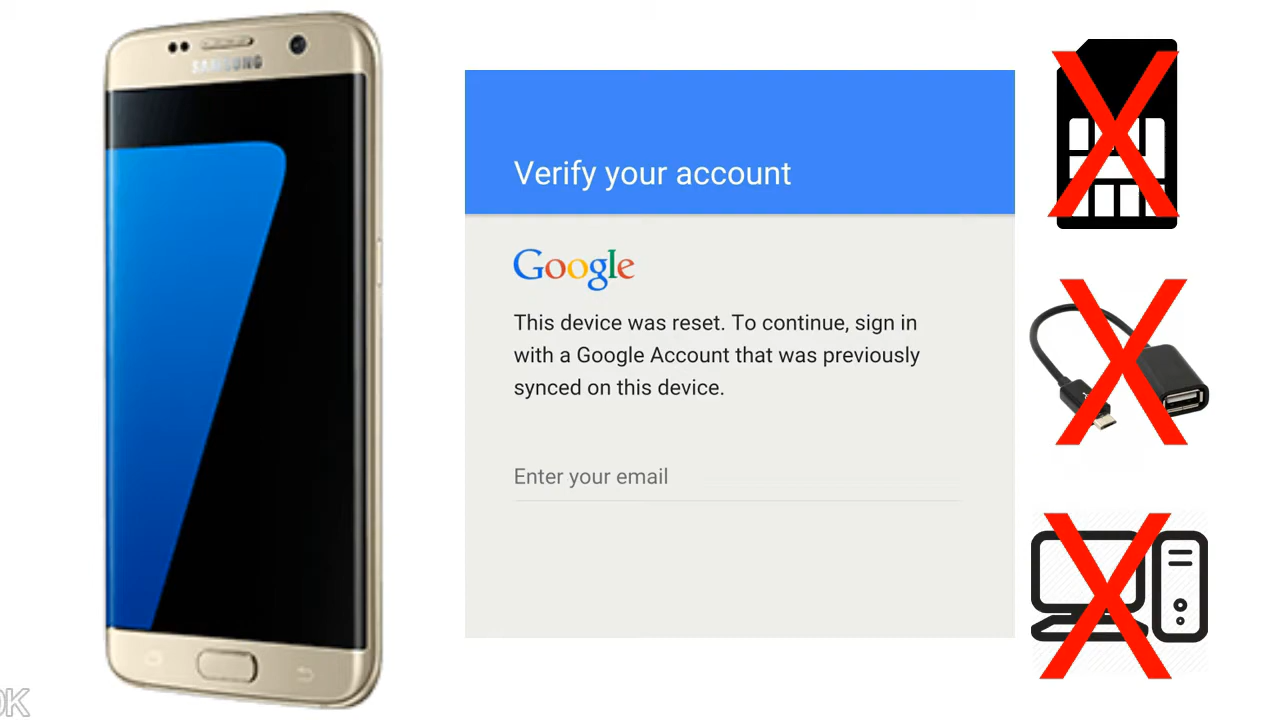 SAMSUNG
Verify your account
Google
This device was reset. To continue, sign in
with a Google Account that was previously
synced on this device.
Enter your email